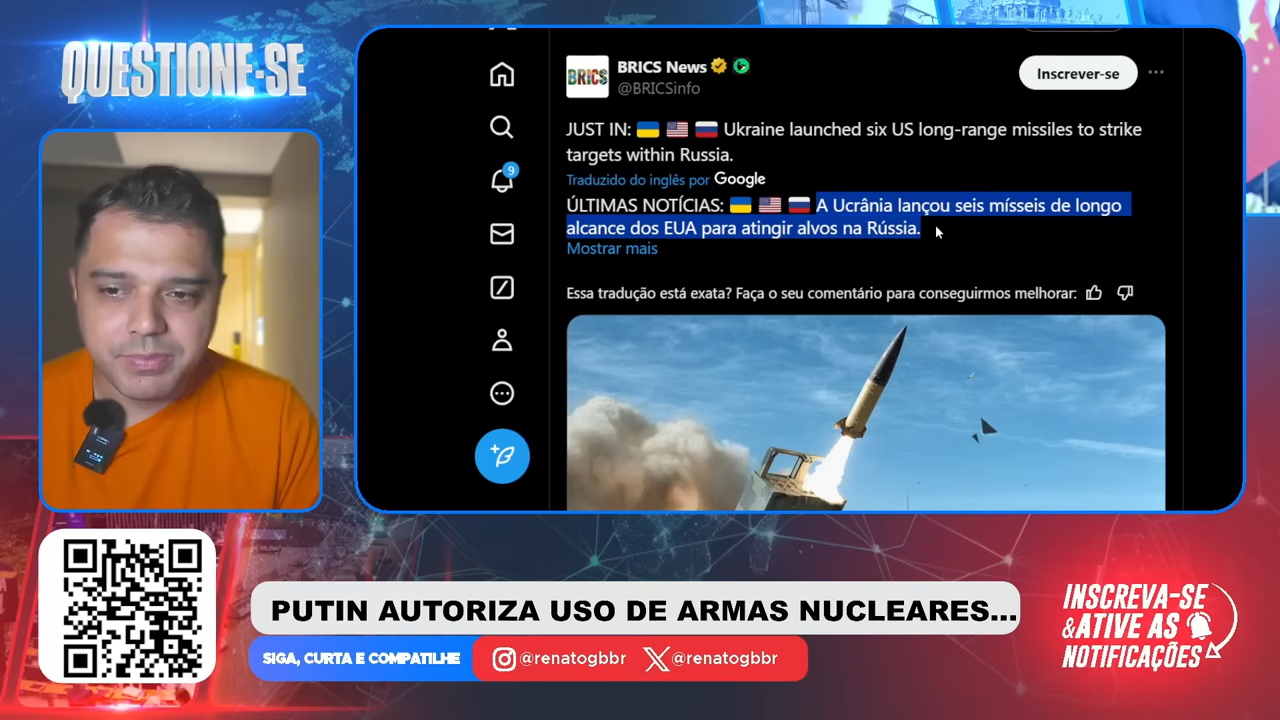 QUESTIONE-SE
BRICS
BRICS News
@BRICSinfo
Inscrever-se
9
JUST IN: Ukraine launched six US long-range missiles to strike
targets within Russia.
Traduzido do inglês por Google
ÚLTIMAS NOTÍCIAS: A Ucrânia lançou seis mísseis de longo
alcance dos EUA para atingir alvos na Rússia.
Mostrar mais
Essa tradução está exata? Faça o seu comentário para conseguirmos melhorar:
PUTIN AUTORIZA USO DE ARMAS NUCLEARES...
SIGA, CURTA E COMPATILHE
@renatogbbr
@renatogbbr
INSCREVA-SE
&ATIVE AS
NOTIFICAÇÕES